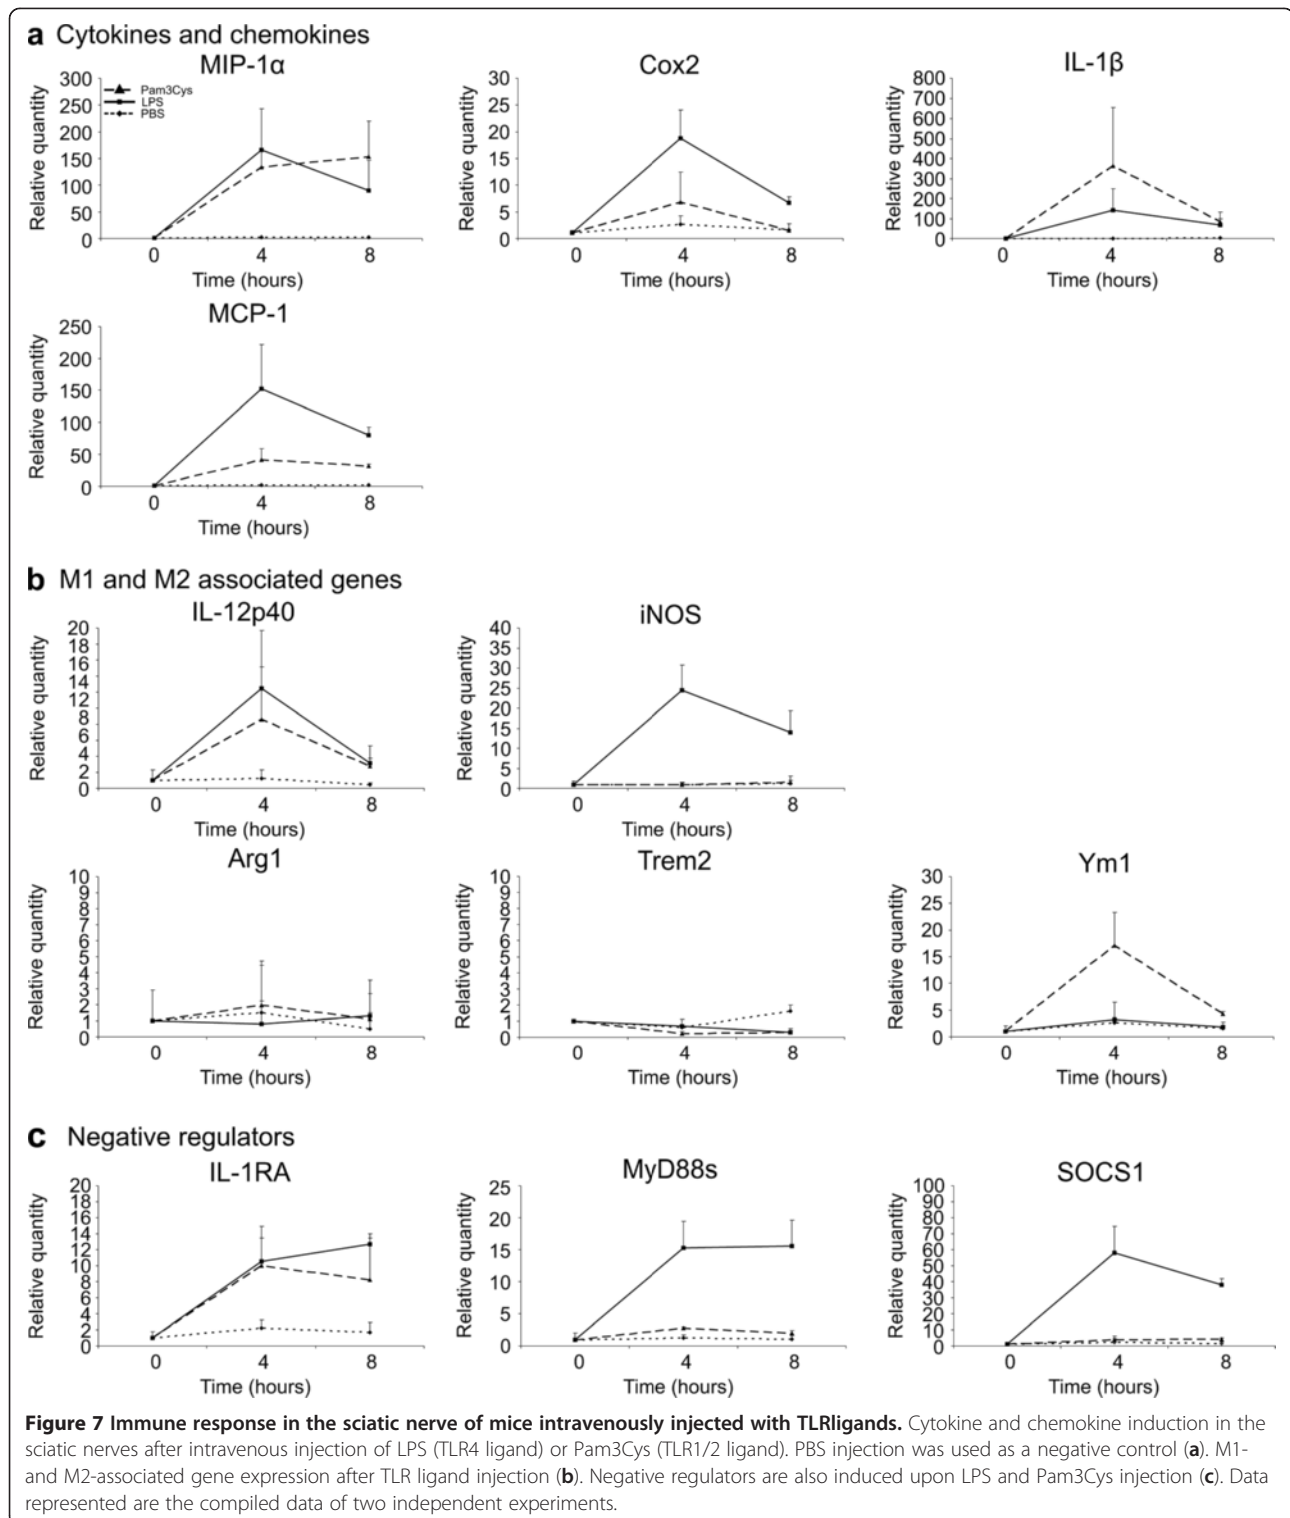 a Cytokines and chemokines
MIP-1α
Cox2
IL-1β
Relative quantity
300
250
200
150
100
50
0
Pam3Cys
LPS
PBS
0 4 8
Time (hours)
Relative quantity
30
25
20
15
10
5
0
0 4 8
Time (hours)
Relative quantity
800
700
600
500
400
300
200
100
0
0 4 8
Time (hours)
MCP-1
Relative quantity
250
200
150
100
50
0
0 4 8
Time (hours)
b M1 and M2 associated genes
IL-12p40
iNOS
Relative quantity
20
18
16
14
12
10
8
6
4
2
0
0 4 8
Time (hours)
Relative quantity
40
35
30
25
20
15
10
5
0
0 4 8
Time (hours)
Arg1
Trem2
Ym1
Relative quantity
10
9
8
7
6
5
4
3
2
1
0
0 4 8
Time (hours)
Relative quantity
10
9
8
7
6
5
4
3
2
1
0
0 4 8
Time (hours)
Relative quantity
30
25
20
15
10
5
0
0 4 8
Time (hours)
c Negative regulators
IL-1RA
MyD88s
SOCS1
Relative quantity
20
18
16
14
12
10
8
6
4
2
0
0 4 8
Time (hours)
Relative quantity
25
20
15
10
5
0
0 4 8
Time (hours)
Relative quantity
100
90
80
70
60
50
40
30
20
10
0
0 4 8
Time (hours)
Figure 7 Immune response in the sciatic nerve of mice intravenously injected with TLRligands. Cytokine and chemokine induction in the
sciatic nerves after intravenous injection of LPS (TLR4 ligand) or Pam3Cys (TLR1/2 ligand). PBS injection was used as a negative control (a). M1-
and M2-associated gene expression after TLR ligand injection (b). Negative regulators are also induced upon LPS and Pam3Cys injection (c). Data
represented are the compiled data of two independent experiments.